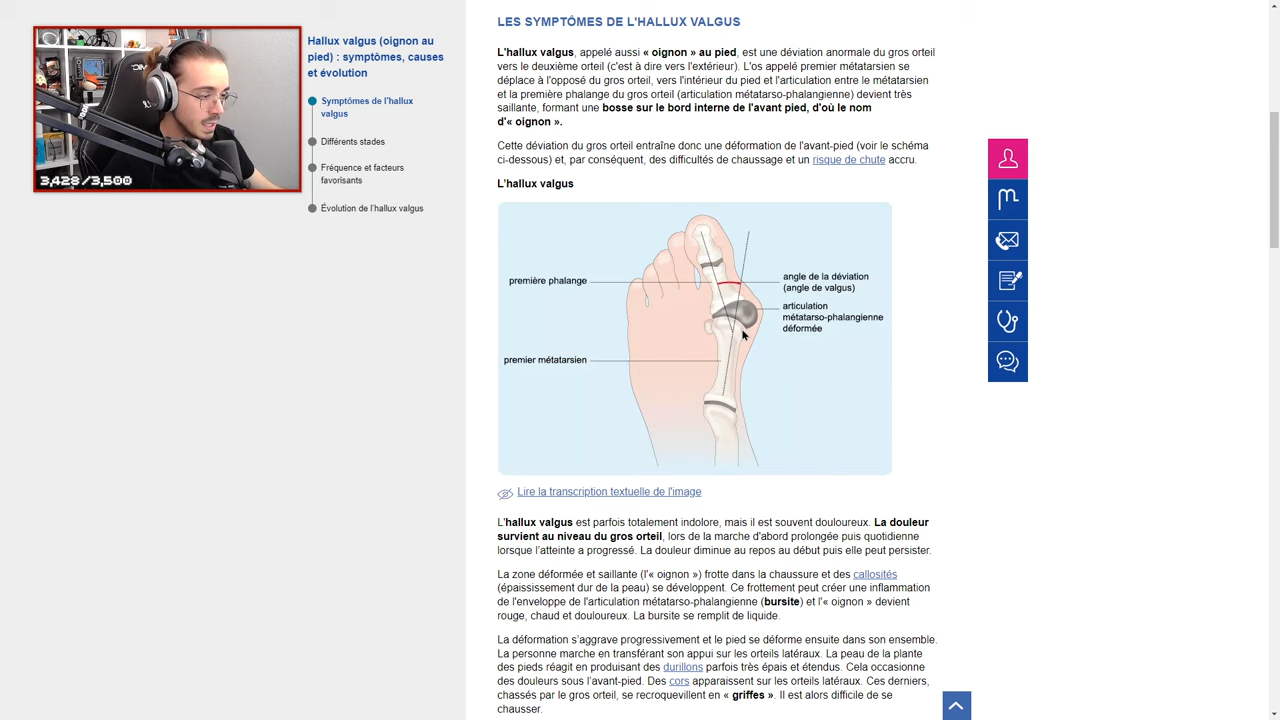 3,423/3,500
Hallux valgus (oignon au
pied) : symptômes, causes
et évolution
Symptômes de l'hallux
valgus
Différents stades
Fréquence et facteurs
favorisants
Évolution de l'hallux valgus
LES SYMPTÔMES DE L'HALLUX VALGUS
L'hallux valgus, appelé aussi « oignon » au pied, est une déviation anormale du gros orteil
vers le deuxième orteil (c'est à dire vers l'extérieur). L'os appelé premier métatarsien se
déplace à l'opposé du gros orteil, vers l'intérieur du pied et l'articulation entre le métatarsien
et la première phalange du gros orteil (articulation métatarso-phalangienne) devient très
saillante, formant une bosse sur le bord interne de l'avant pied, d'où le nom
d'« oignon ».
Cette déviation du gros orteil entraîne donc une déformation de l'avant-pied (voir le schéma
ci-dessous) et, par conséquent, des difficultés de chaussage et un risque de chute accru.
L'hallux valgus
première phalange
angle de la déviation
(angle de valgus)
articulation
métatarso-phalangienne
déformée
premier métatarsien
Lire la transcription textuelle de l'image
L'hallux valgus est parfois totalement indolore, mais il est souvent douloureux. La douleur
survient au niveau du gros orteil, lors de la marche d'abord prolongée puis quotidienne
lorsque l'atteinte a progressé. La douleur diminue au repos au début puis elle peut persister.
La zone déformée et saillante (l'« oignon ») frotte dans la chaussure et des callosités
(épaississement dur de la peau) se développent. Ce frottement peut créer une inflammation
de l'enveloppe de l'articulation métatarso-phalangienne (bursite) et l'« oignon » devient
rouge, chaud et douloureux. La bursite se remplit de liquide.
La déformation s'aggrave progressivement et le pied se déforme ensuite dans son ensemble.
La personne marche en transférant son appui sur les orteils latéraux. La peau de la plante
des pieds réagit en produisant des durillons parfois très épais et étendus. Cela occasionne
des douleurs sous l'avant-pied. Des cors apparaissent sur les orteils latéraux. Ces derniers,
chassés par le gros orteil, se recroquevillent en « griffes ». Il est alors difficile de se
chausser.